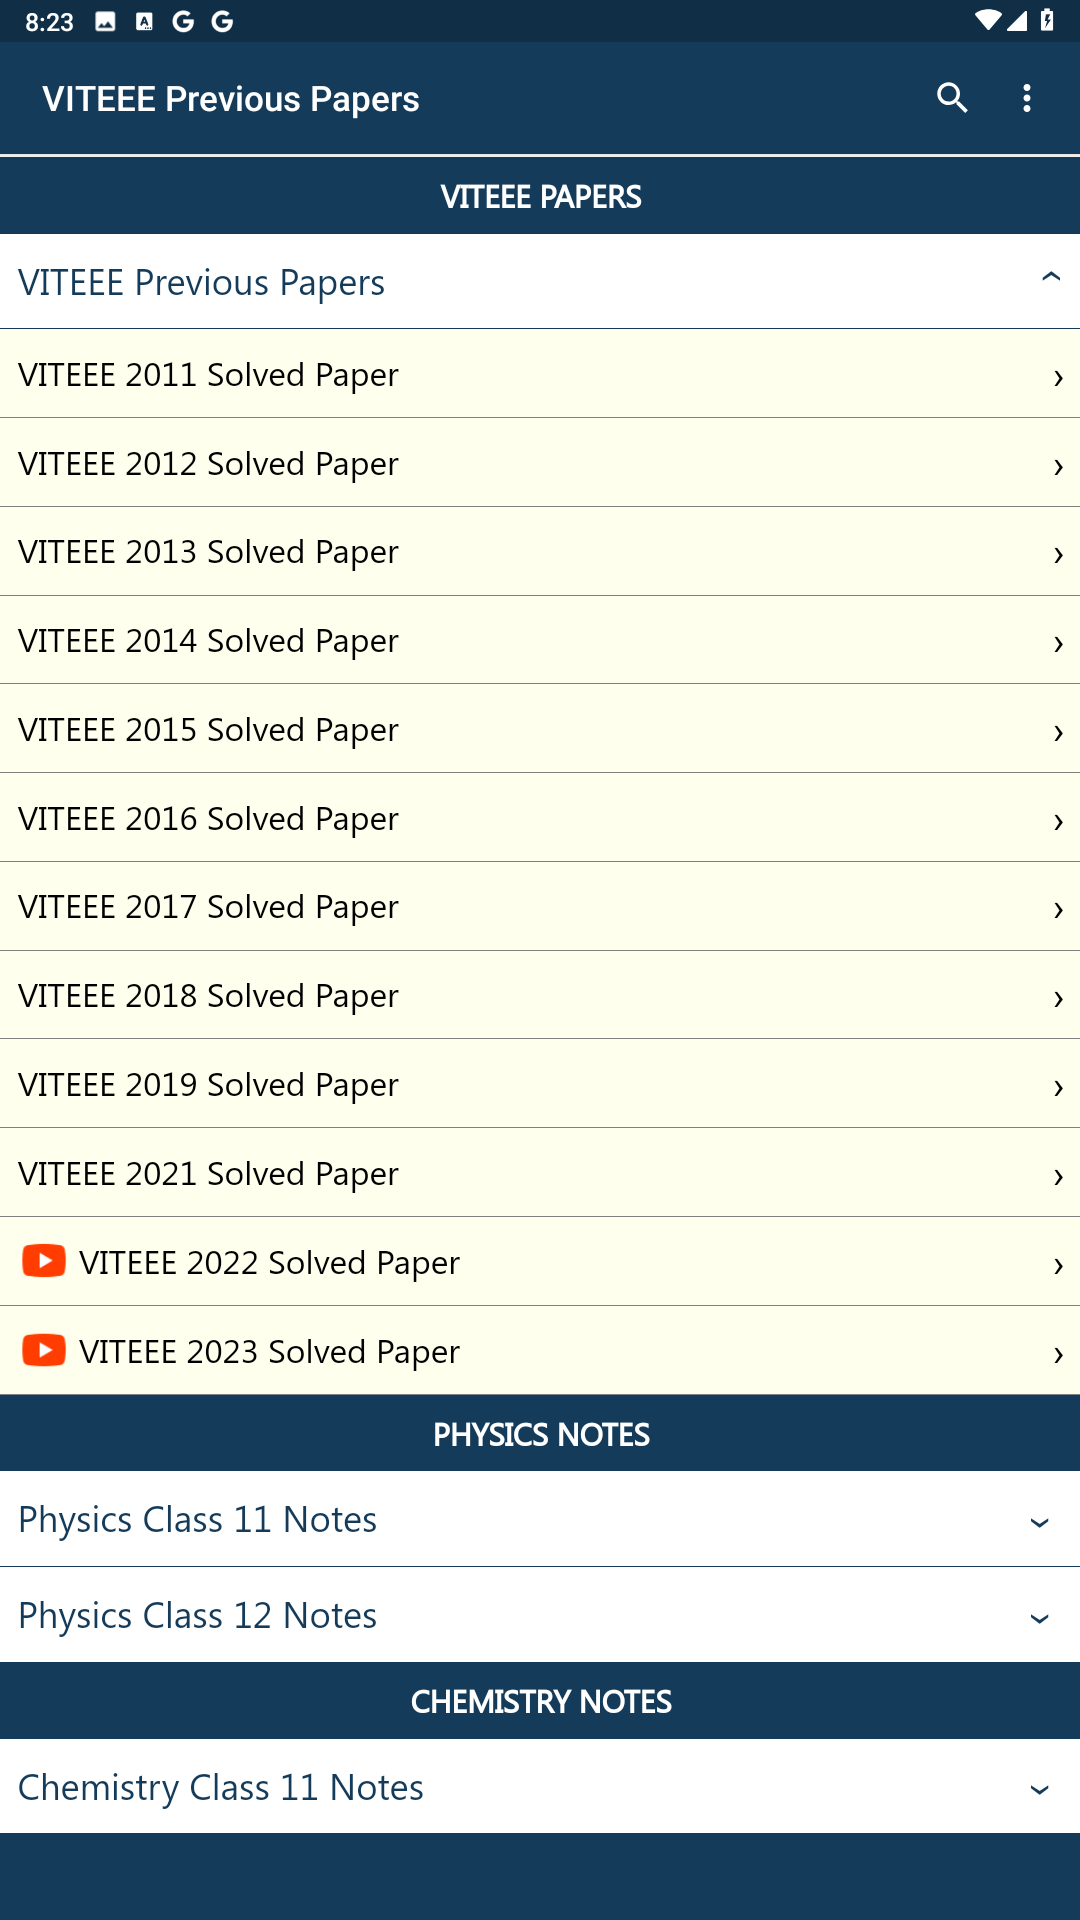 8:23
VITEEE Previous Papers
VITEEE PAPERS
VITEEE Previous Papers
VITEEE 2011 Solved Paper
VITEEE 2012 Solved Paper
VITEEE 2013 Solved Paper
VITEEE 2014 Solved Paper
VITEEE 2015 Solved Paper
VITEEE 2016 Solved Paper
VITEEE 2017 Solved Paper
VITEEE 2018 Solved Paper
VITEEE 2019 Solved Paper
VITEEE 2021 Solved Paper
VITEEE 2022 Solved Paper
VITEEE 2023 Solved Paper
PHYSICS NOTES
Physics Class 11 Notes
Physics Class 12 Notes
CHEMISTRY NOTES
Chemistry Class 11 Notes